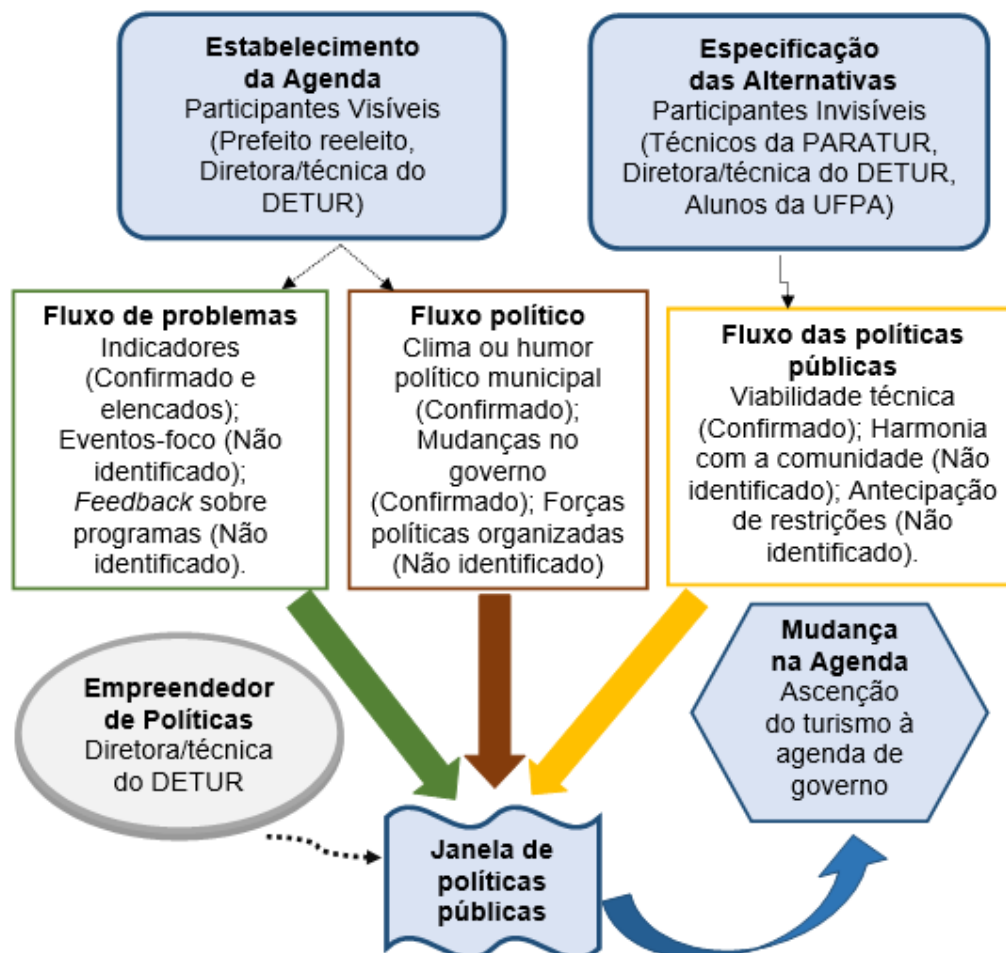 Estabelecimento
da Agenda
Participantes Visíveis
(Prefeito reeleito,
Diretora/técnica do
DETUR)
Especificação
das Alternativas
Participantes Invisíveis
(Técnicos da PARATUR,
Diretora/técnica do DETUR,
Alunos da UFPA)
Fluxo de problemas
Indicadores
(Confirmado e
elencados);
Eventos-foco (Não
identificado);
Feedback sobre
programas (Não
identificado).
Fluxo político
Clima ou humor
político municipal
(Confirmado);
Mudanças no
governo
(Confirmado); Forças
políticas organizadas
(Não identificado)
Fluxo das políticas
públicas
Viabilidade técnica
(Confirmado); Harmonia
com a comunidade (Não
identificado); Antecipação
de restrições (Não
identificado).
Empreendedor
de Políticas
Diretora/técnica
do DETUR
Mudança
na Agenda
Ascenção
do turismo à
agenda de
governo
Janela de
políticas
públicas